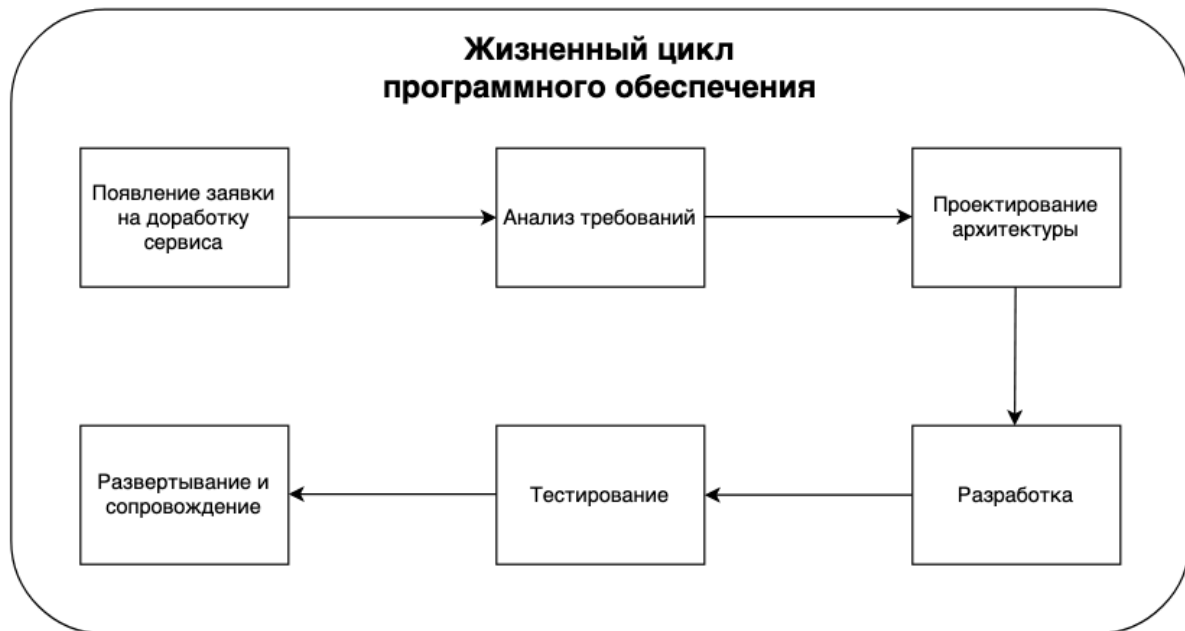 Жизненный цикл
программного обеспечения
Появление заявки
на доработку
сервиса
Анализ требований
Проектирование
архитектуры
Разработка
Тестирование
Развертывание и
сопровождение